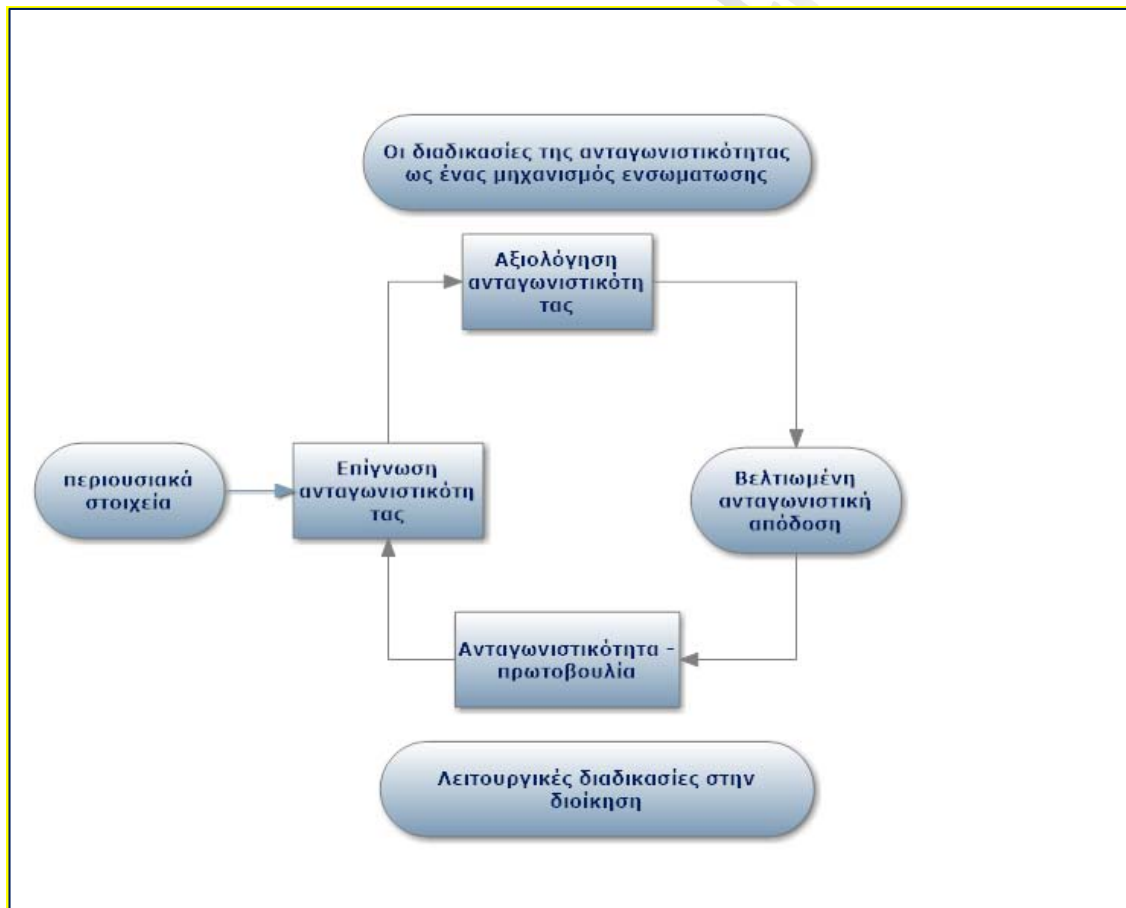 Οι διαδικασίες της ανταγωνιστικότητας
ως ένας μηχανισμός ενσωματωσης
Αξιολόγηση
ανταγωνιστικότη
τας
περιουσιακά
στοιχεία
Επίγνωση
ανταγωνιστικότη
τας
Βελτιωμένη
ανταγωνιστική
απόδοση
Ανταγωνιστικότητα -
πρωτοβουλία
Λειτουργικές διαδικασίες στην
διοίκηση